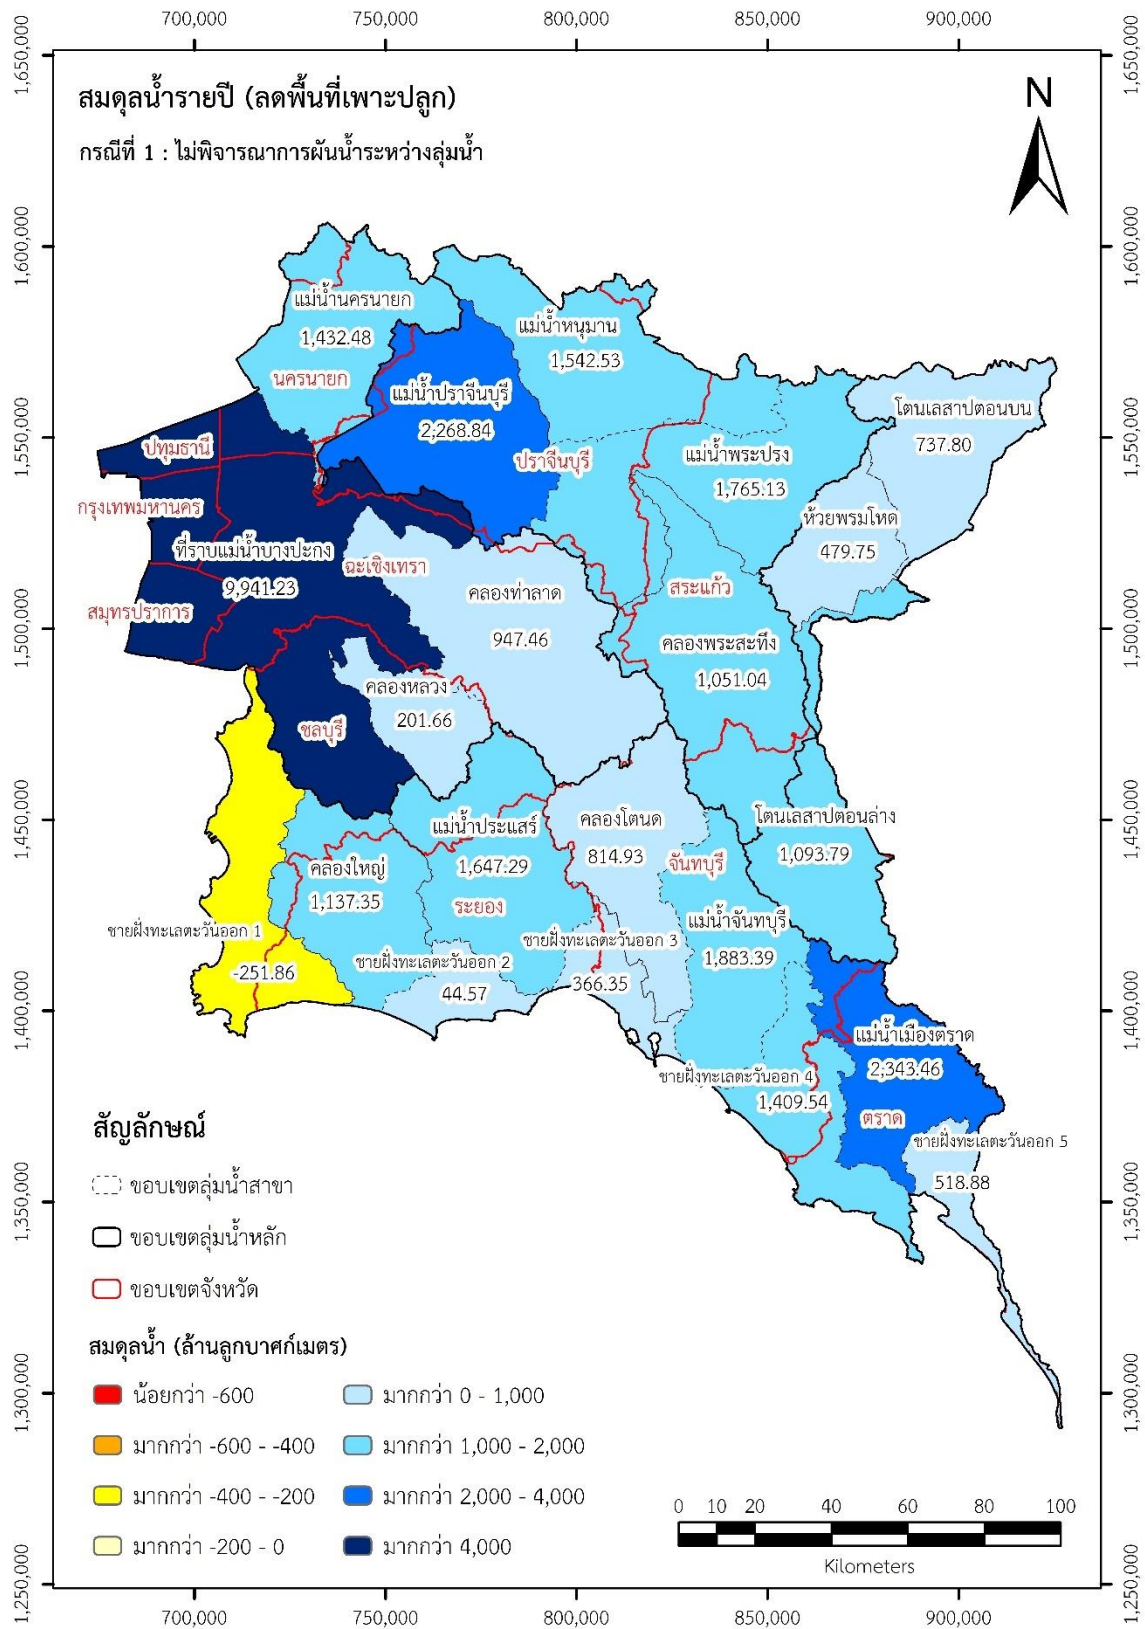 700,000 750,000 800,000 850,000 900,000
1,650,000 1,650,000
สมดุลน้ำรายปี (ลดพื้นที่เพาะปลูก)
กรณีที่ 1 : ไม่พิจารณาการผันน้ำระหว่างลุ่มน้ำ
N
1,600,000 1,600,000
แม่น้ำนครนายก
1,432.48
นครนายก
แม่น้ำหนุมาน
1,542.53
แม่น้ำปราจีนบุรี
2,268.84
ปราจีนบุรี
โตนเลสาปตอนบน
737.80
1,550,000 1,550,000
ปทุมธานี
แม่น้ำพระปรง
1,765.13
กรุงเทพมหานคร
ห้วยพรมโหด
479.75
ที่ราบแม่น้ำบางปะกง
9,941.23
ฉะเชิงเทรา
คลองท่าลาด
947.46
สระแก้ว
สมุทรปราการ
1,500,000 1,500,000
คลองพระสะทึง
1,051.04
คลองหลวง
201.66
ชลบุรี
1,450,000 1,450,000
แม่น้ำประแสร์
1,647.29
คลองโตนด
814.93
โตนเลสาปตอนล่าง
1,093.79
คลองใหญ่
1,137.35
ระยอง
จันทบุรี
แม่น้ำจันทบุรี
1,883.39
ชายฝั่งทะเลตะวันออก 1
-251.86
ชายฝั่งทะเลตะวันออก 2
44.57
ชายฝั่งทะเลตะวันออก 3
366.35
1,400,000 1,400,000
แม่น้ำเมืองตราด
2,343.46
ชายฝั่งทะเลตะวันออก 4
1,409.54
ตราด
ชายฝั่งทะเลตะวันออก 5
518.88
สัญลักษณ์
ขอบเขตลุ่มน้ำสาขา
1,350,000 1,350,000
ขอบเขตลุ่มน้ำหลัก
ขอบเขตจังหวัด
สมดุลน้ำ (ล้านลูกบาศก์เมตร)
1,300,000 1,300,000
น้อยกว่า -600
มากกว่า -600 - -400
มากกว่า -400 - -200
มากกว่า -200 - 0
มากกว่า 0 - 1,000
มากกว่า 1,000 - 2,000
มากกว่า 2,000 - 4,000
มากกว่า 4,000
0 10 20 40 60 80 100
Kilometers
1,250,000 1,250,000
700,000 750,000 800,000 850,000 900,000